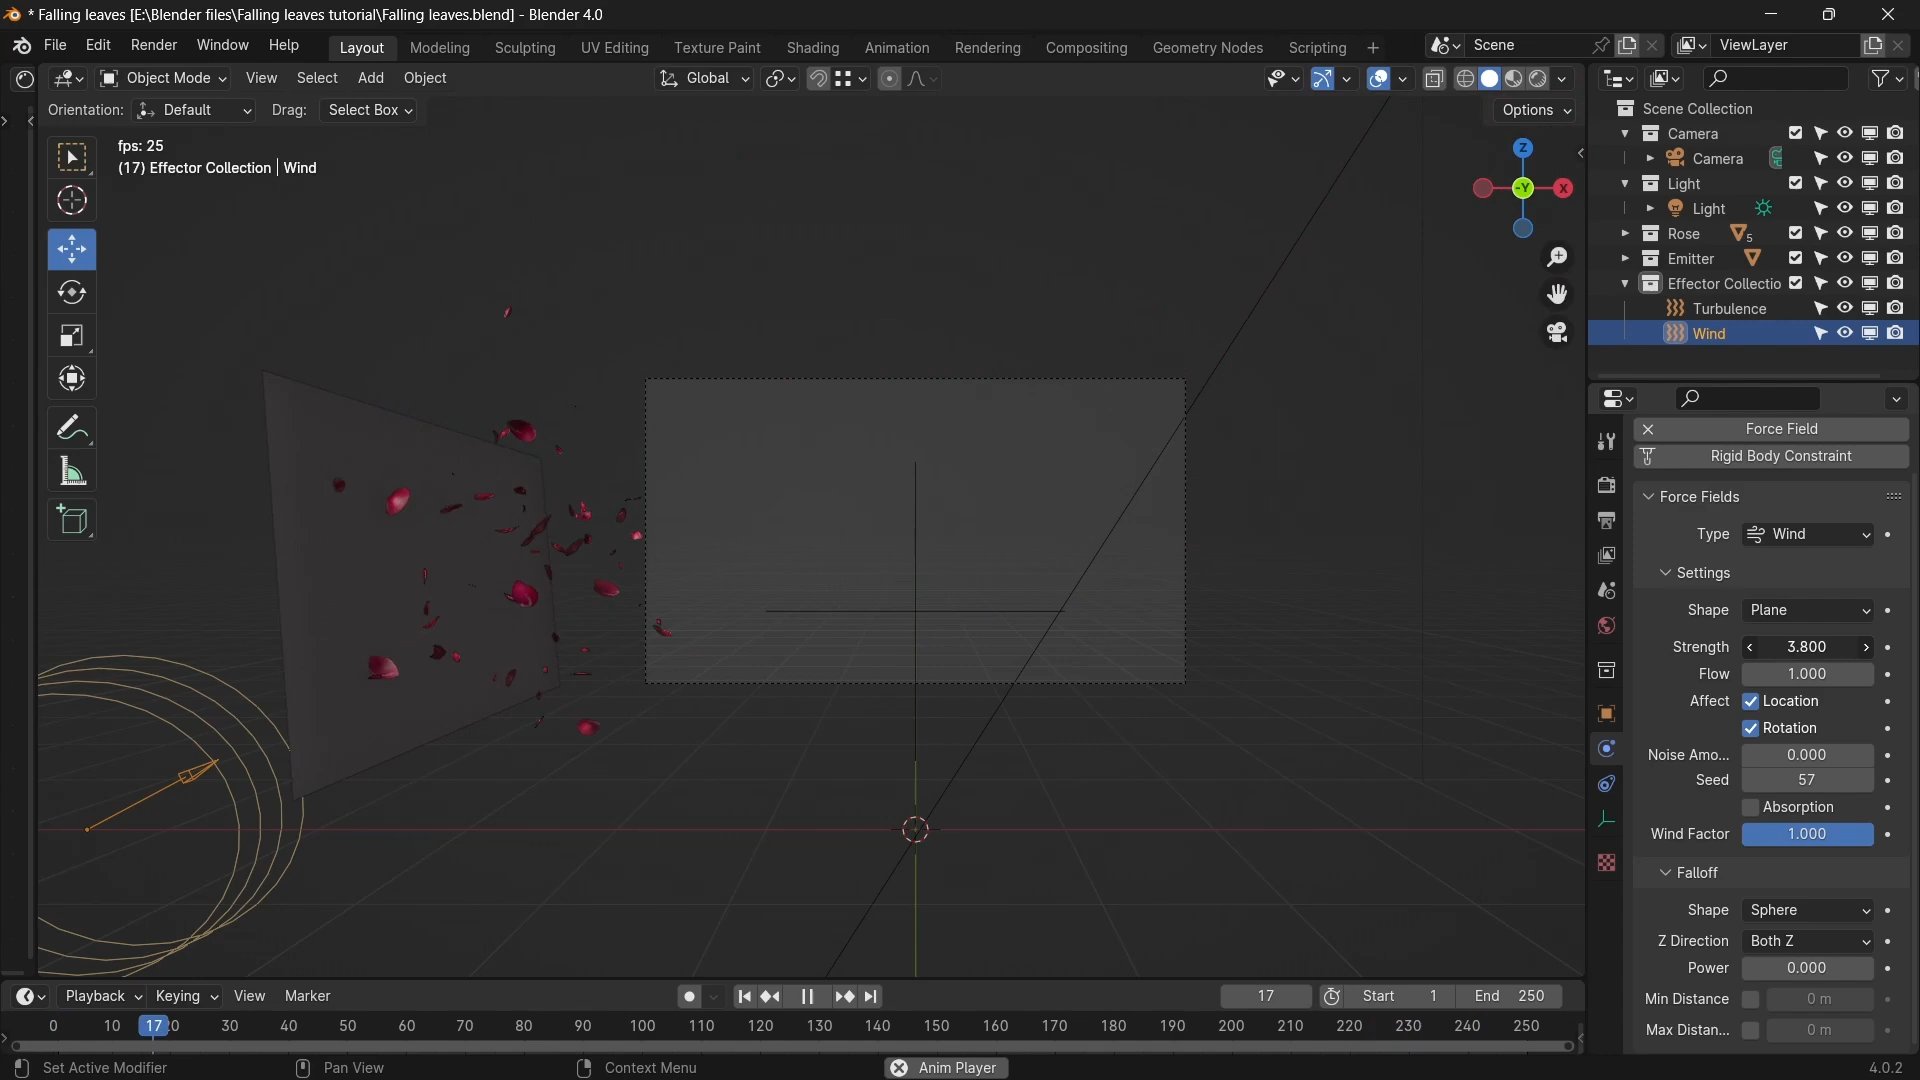 * Falling leaves [E:\Blender files\Falling leaves tutorial\Falling leaves.blend] - Blender 4.0
File Edit Render Window Help
Layout Modeling Sculpting UV Editing Texture Paint Shading Animation Rendering Compositing Geometry Nodes Scripting +
Scene
ViewLayer
Object Mode
View Select Add Object
Global
Orientation: Default Drag: Select Box
Options
fps: 25
(17) Effector Collection | Wind
Z
-Y
X
Scene Collection
Camera
Camera
Light
Light
Rose 5
Emitter
Effector Collectio
Turbulence
Wind
Force Field
Rigid Body Constraint
Force Fields
Type Wind
Settings
Shape Plane
Strength 3.800
Flow 1.000
Affect Location
Rotation
Noise Amo... 0.000
Seed 57
Absorption
Wind Factor 1.000
Falloff
Shape Sphere
Z Direction Both Z
Power 0.000
Min Distance 0 m
Max Distan... 0 m
Playback Keying View Marker
17
Start 1
End 250
0 10 17 20 30 40 50 60 70 80 90 100 110 120 130 140 150 160 170 180 190 200 210 220 230 240 250
Set Active Modifier
Pan View
Context Menu
Anim Player
4.0.2